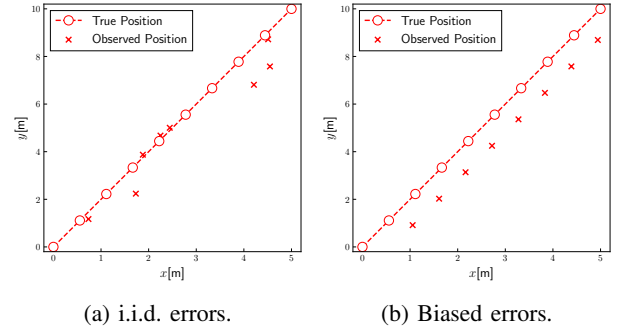 10
8
6
4
2
0
y[m]
True Position
Observed Position
0 1 2 3 4 5
x[m]
(a) i.i.d. errors.
10
8
6
4
2
0
y[m]
True Position
Observed Position
0 1 2 3 4 5
x[m]
(b) Biased errors.